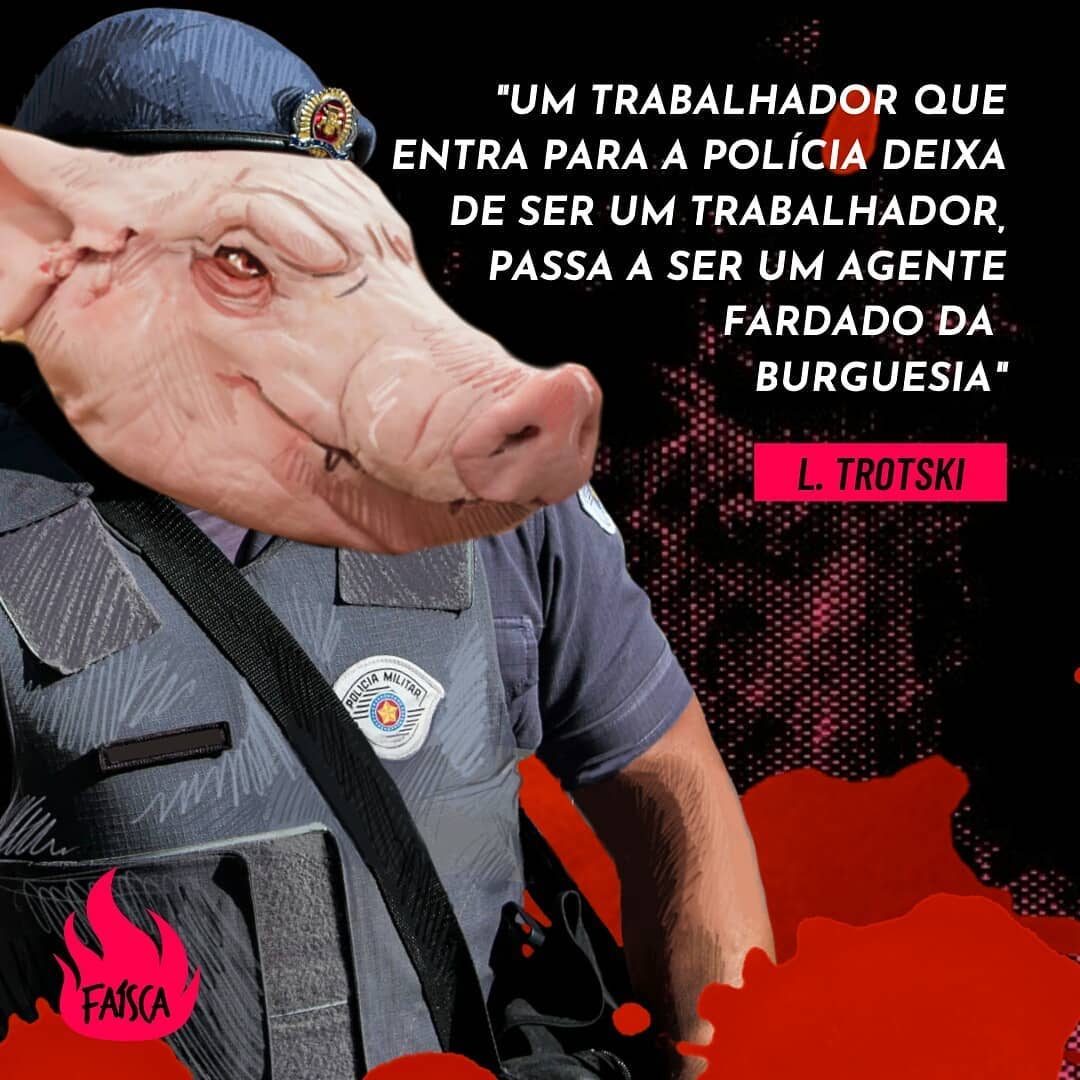 "UM TRABALHADOR QUE
ENTRA PARA A POLÍCIA DEIXA
DE SER UM TRABALHADOR,
PASSA A SER UM AGENTE
FARDADO DA
BURGUESIA"
L. TROTSKI
POLICIA MILITAR
FAÍSCA